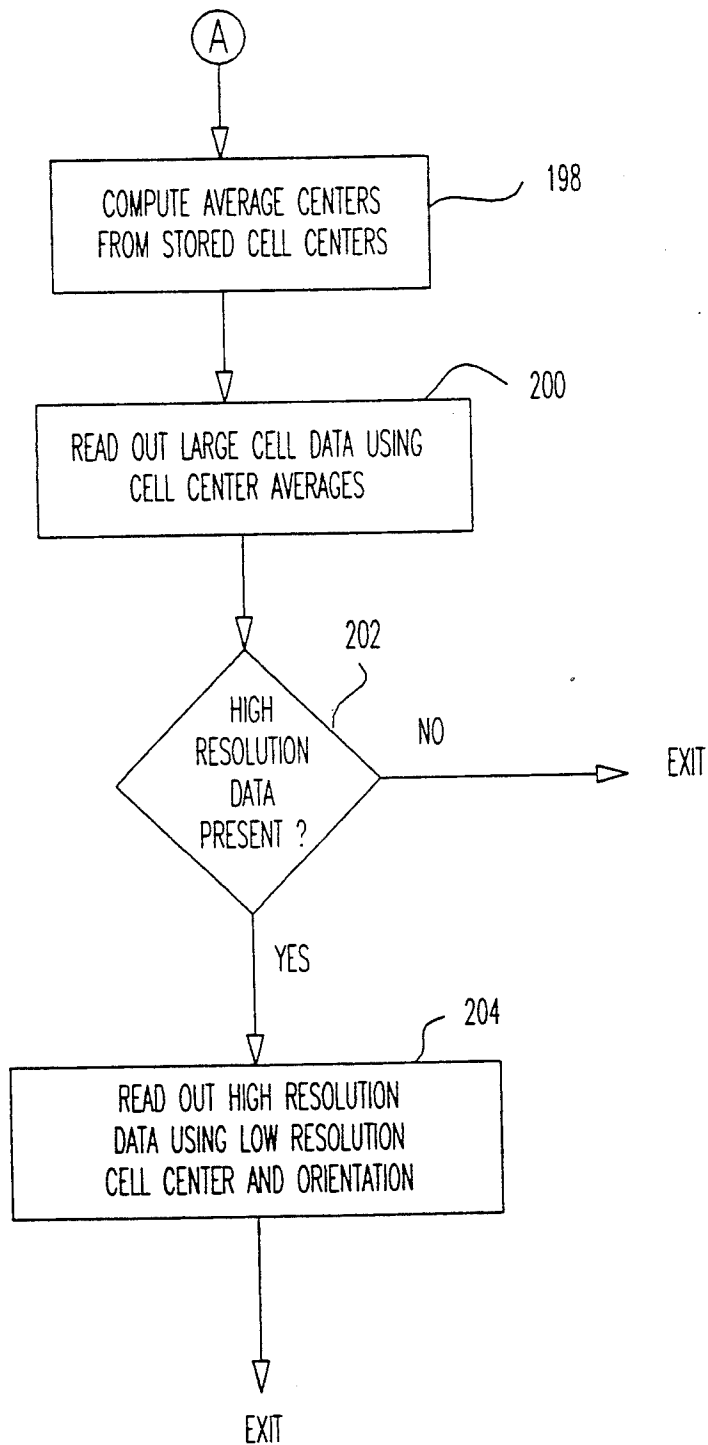 A
COMPUTE AVERAGE CENTERS
FROM STORED CELL CENTERS
198
200
READ OUT LARGE CELL DATA USING
CELL CENTER AVERAGES
202
HIGH
RESOLUTION
DATA
PRESENT ?
NO
EXIT
YES
204
READ OUT HIGH RESOLUTION
DATA USING LOW RESOLUTION
CELL CENTER AND ORIENTATION
EXIT